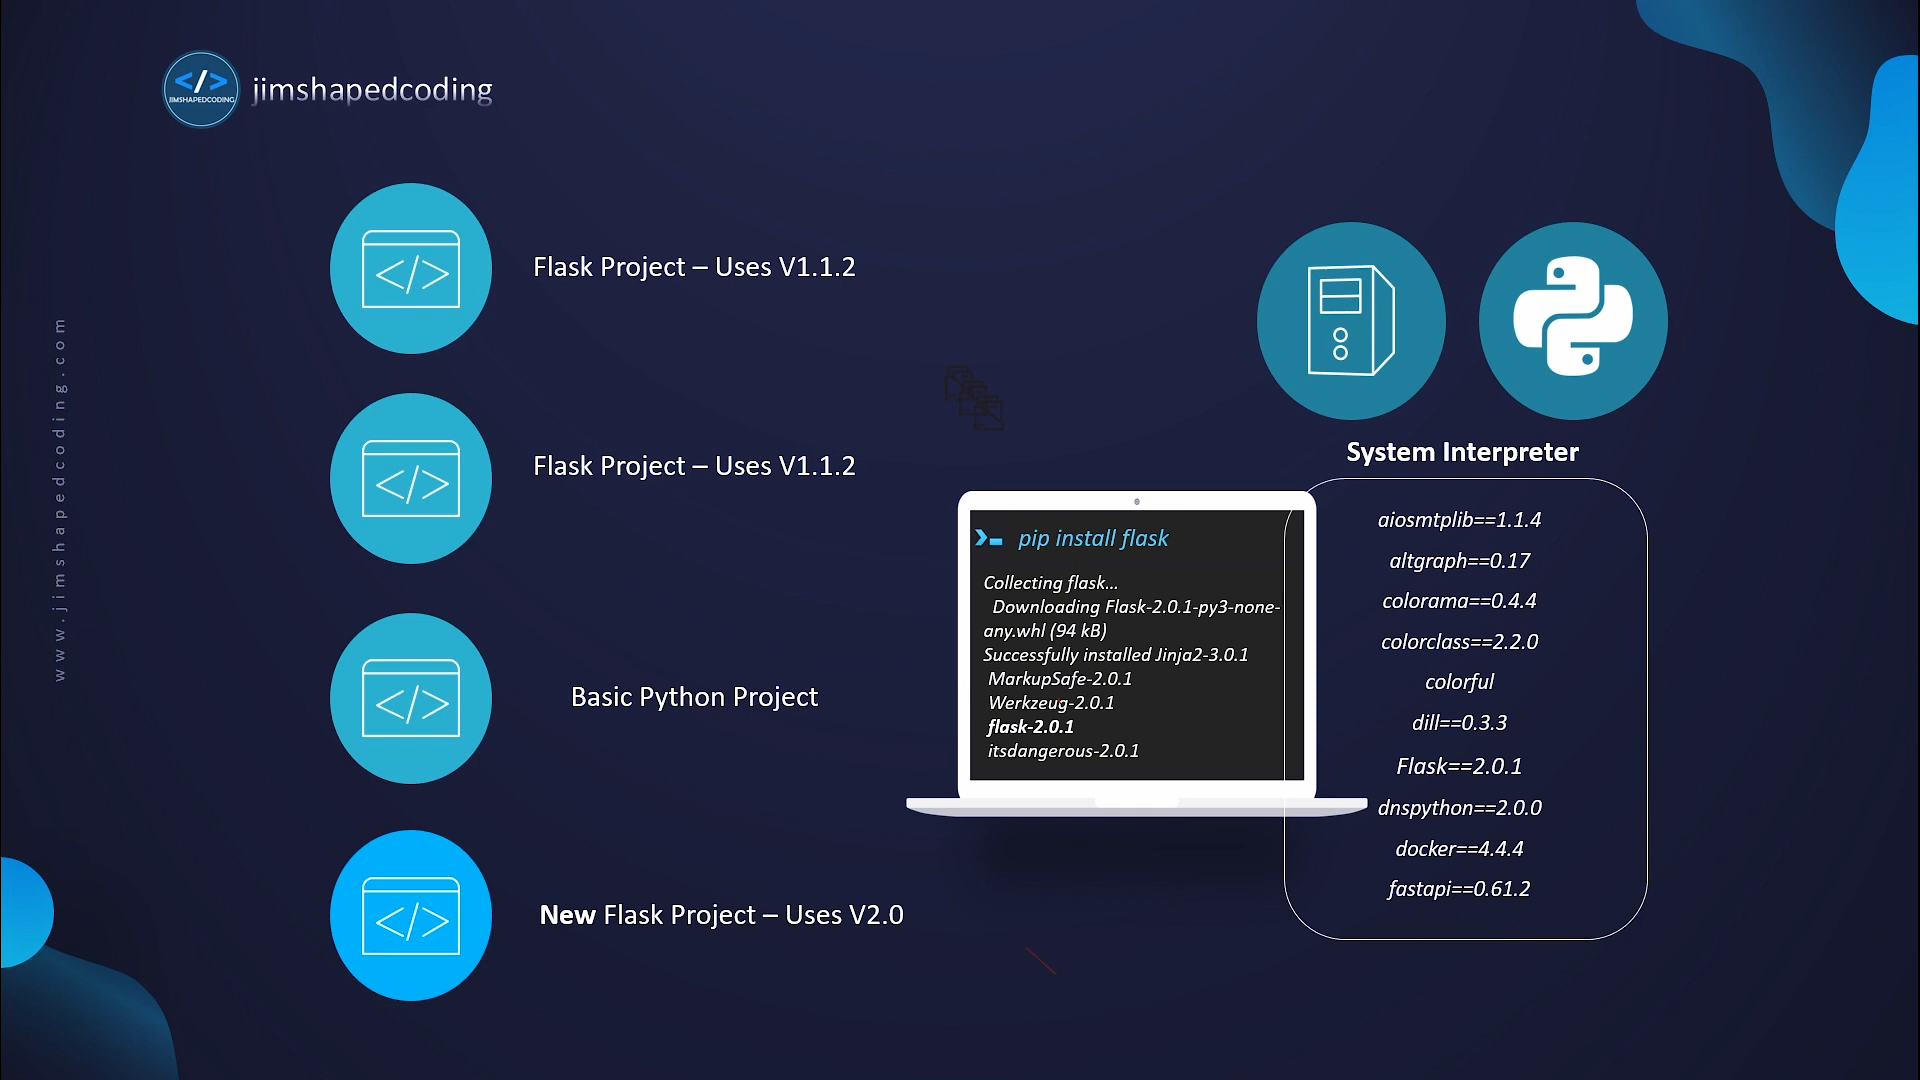 </>
JIMSHAPEDCODING
jimshapedcoding
www.jimshapedcoding.com
</>
Flask Project – Uses V1.1.2
</>
Flask Project – Uses V1.1.2
</>
Basic Python Project
</>
New Flask Project – Uses V2.0
pip install flask
Collecting flask...
Downloading Flask-2.0.1-py3-none-
any.whl (94 kB)
Successfully installed Jinja2-3.0.1
MarkupSafe-2.0.1
Werkzeug-2.0.1
flask-2.0.1
itsdangerous-2.0.1
System Interpreter
aiosmtplib==1.1.4
altgraph==0.17
colorama==0.4.4
colorclass==2.2.0
colorful
dill==0.3.3
Flask==2.0.1
dnspython==2.0.0
docker==4.4.4
fastapi==0.61.2